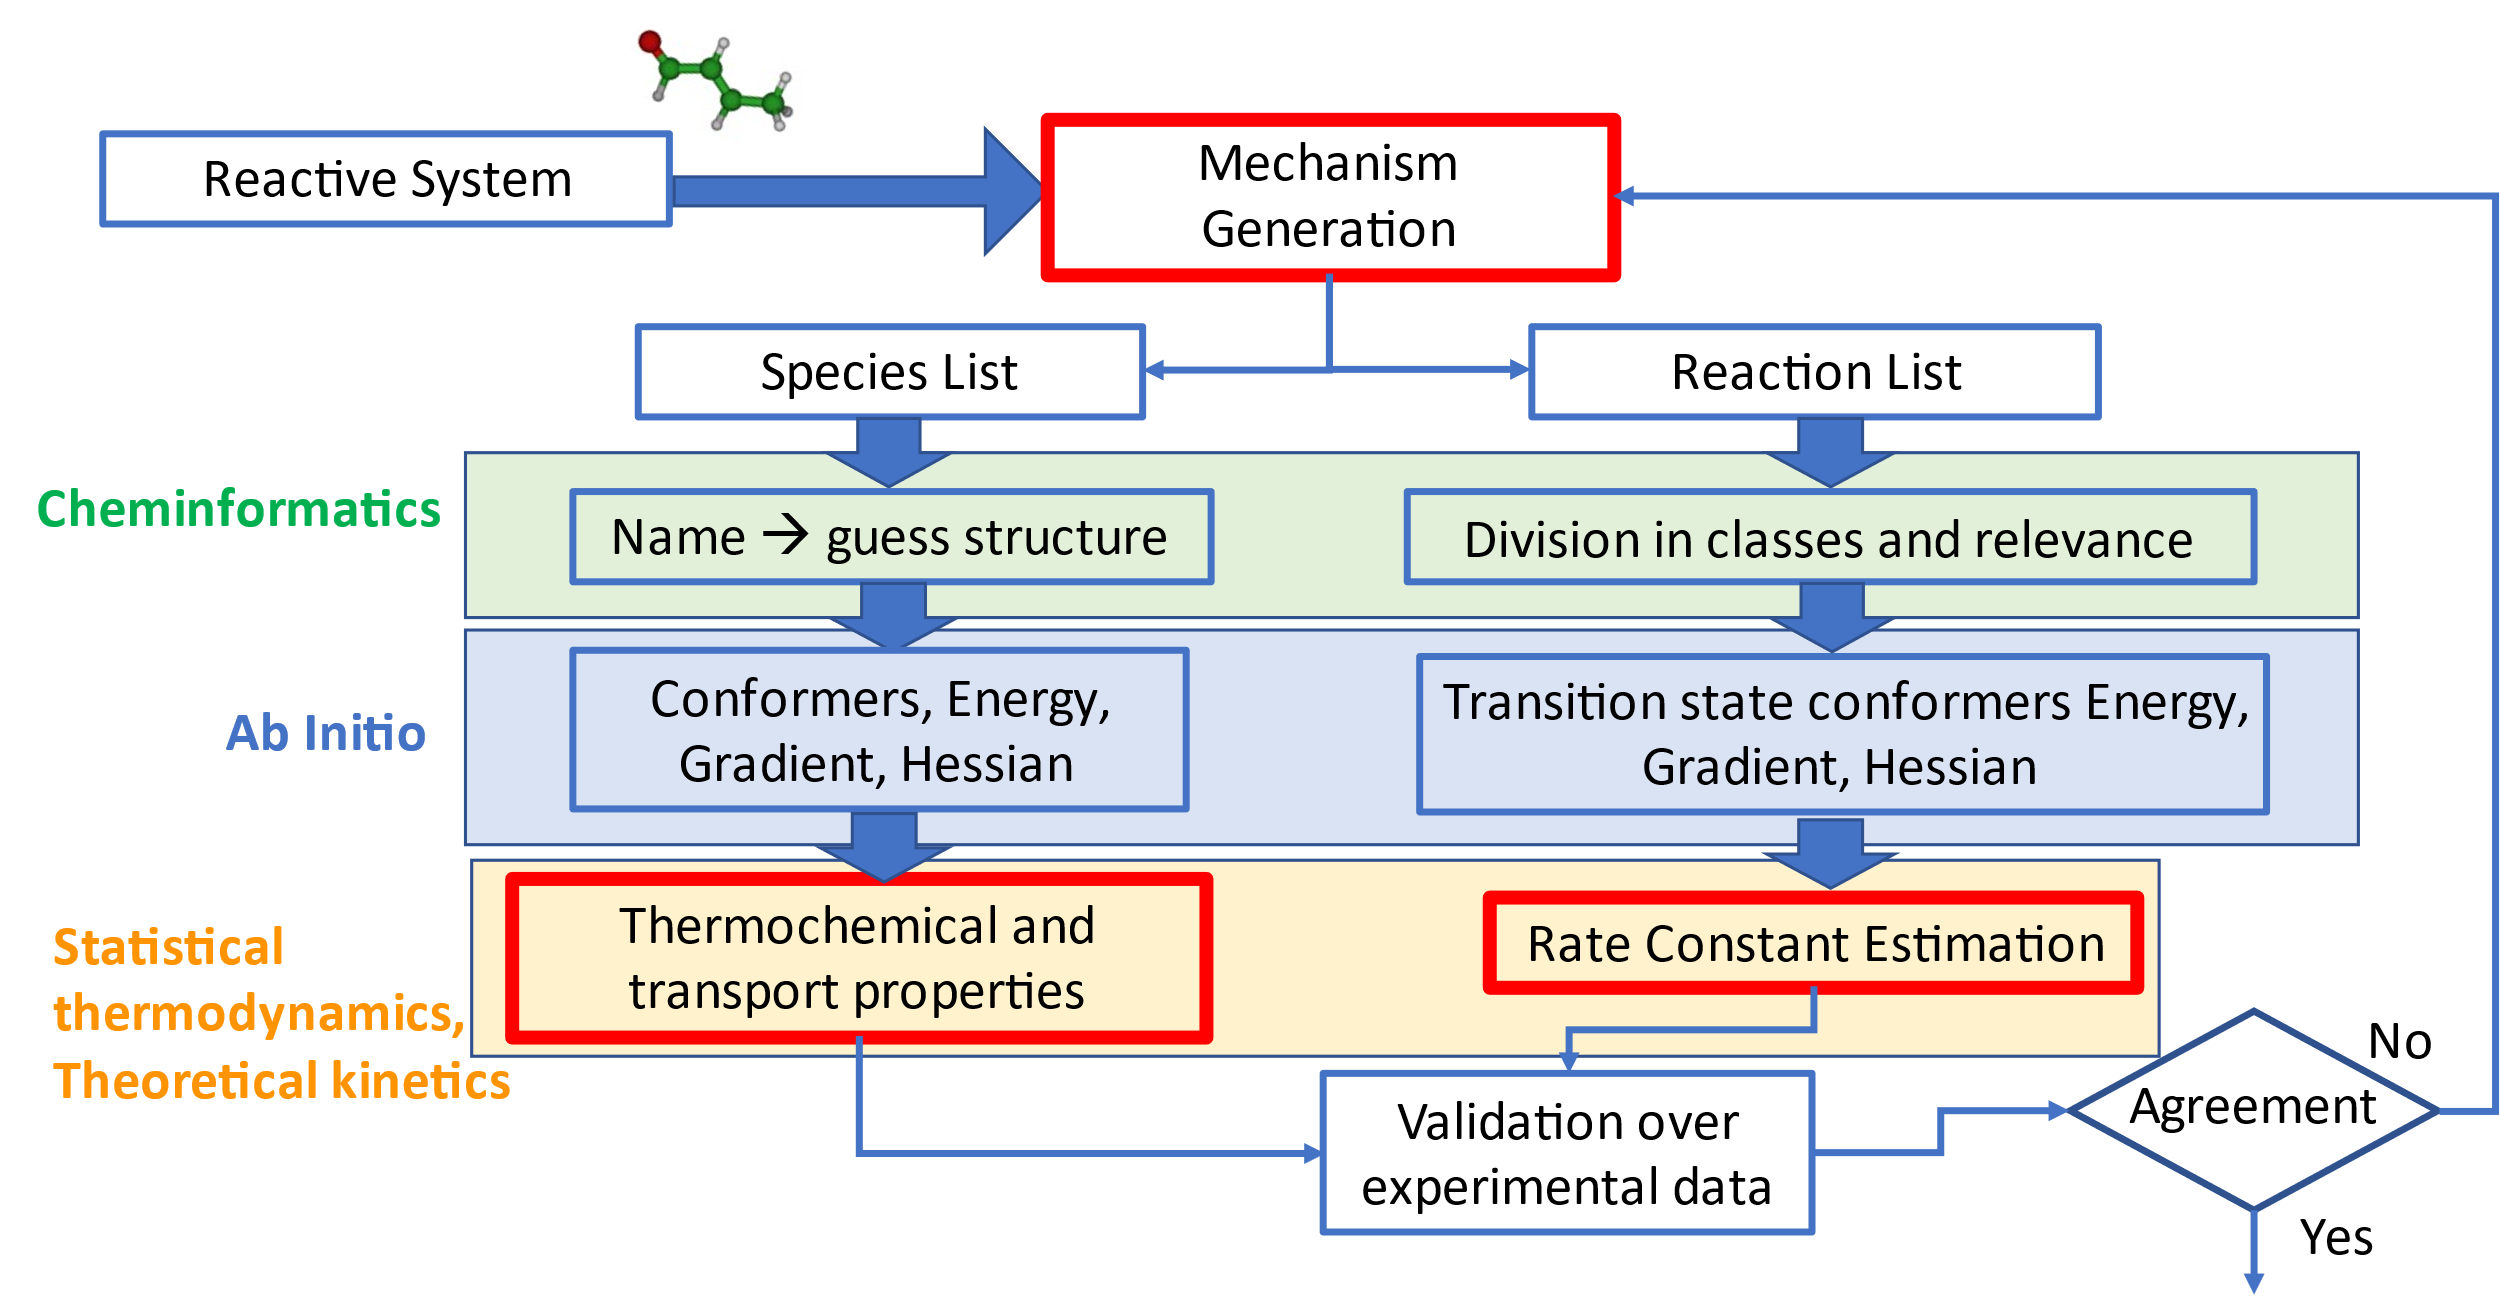 Reactive System
Mechanism
Generation
Species List
Reaction List
Cheminformatics
Name → guess structure
Division in classes and relevance
Ab Initio
Conformers, Energy,
Gradient, Hessian
Transition state conformers Energy,
Gradient, Hessian
Statistical
thermodynamics,
Theoretical kinetics
Thermochemical and
transport properties
Rate Constant Estimation
Validation over
experimental data
Agreement
No
Yes